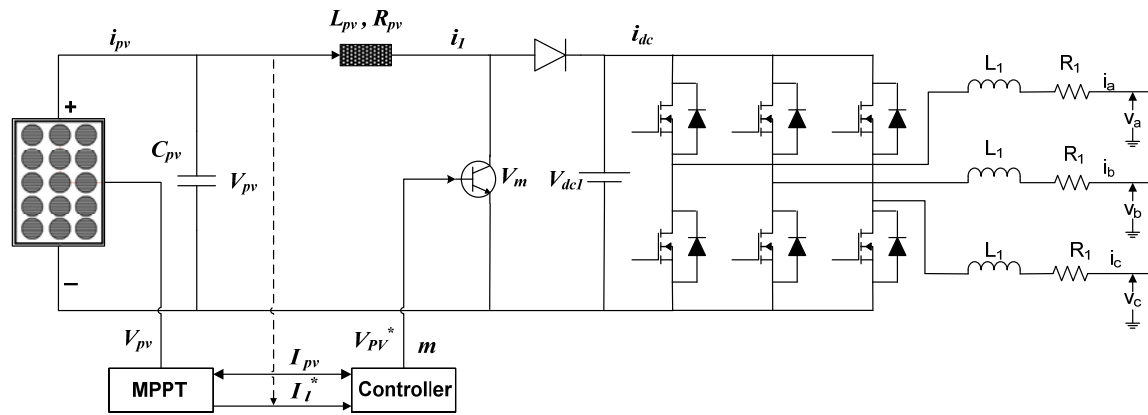 L_pv , R_pv
i_pv
i_1
i_dc
L_1
R_1
i_a
v_a
+
C_pv
V_pv
V_m
V_dc1
L_1
R_1
i_b
v_b
L_1
R_1
i_c
v_c
–
V_pv
V_PV^*
m
MPPT
I_pv
I_1^*
Controller